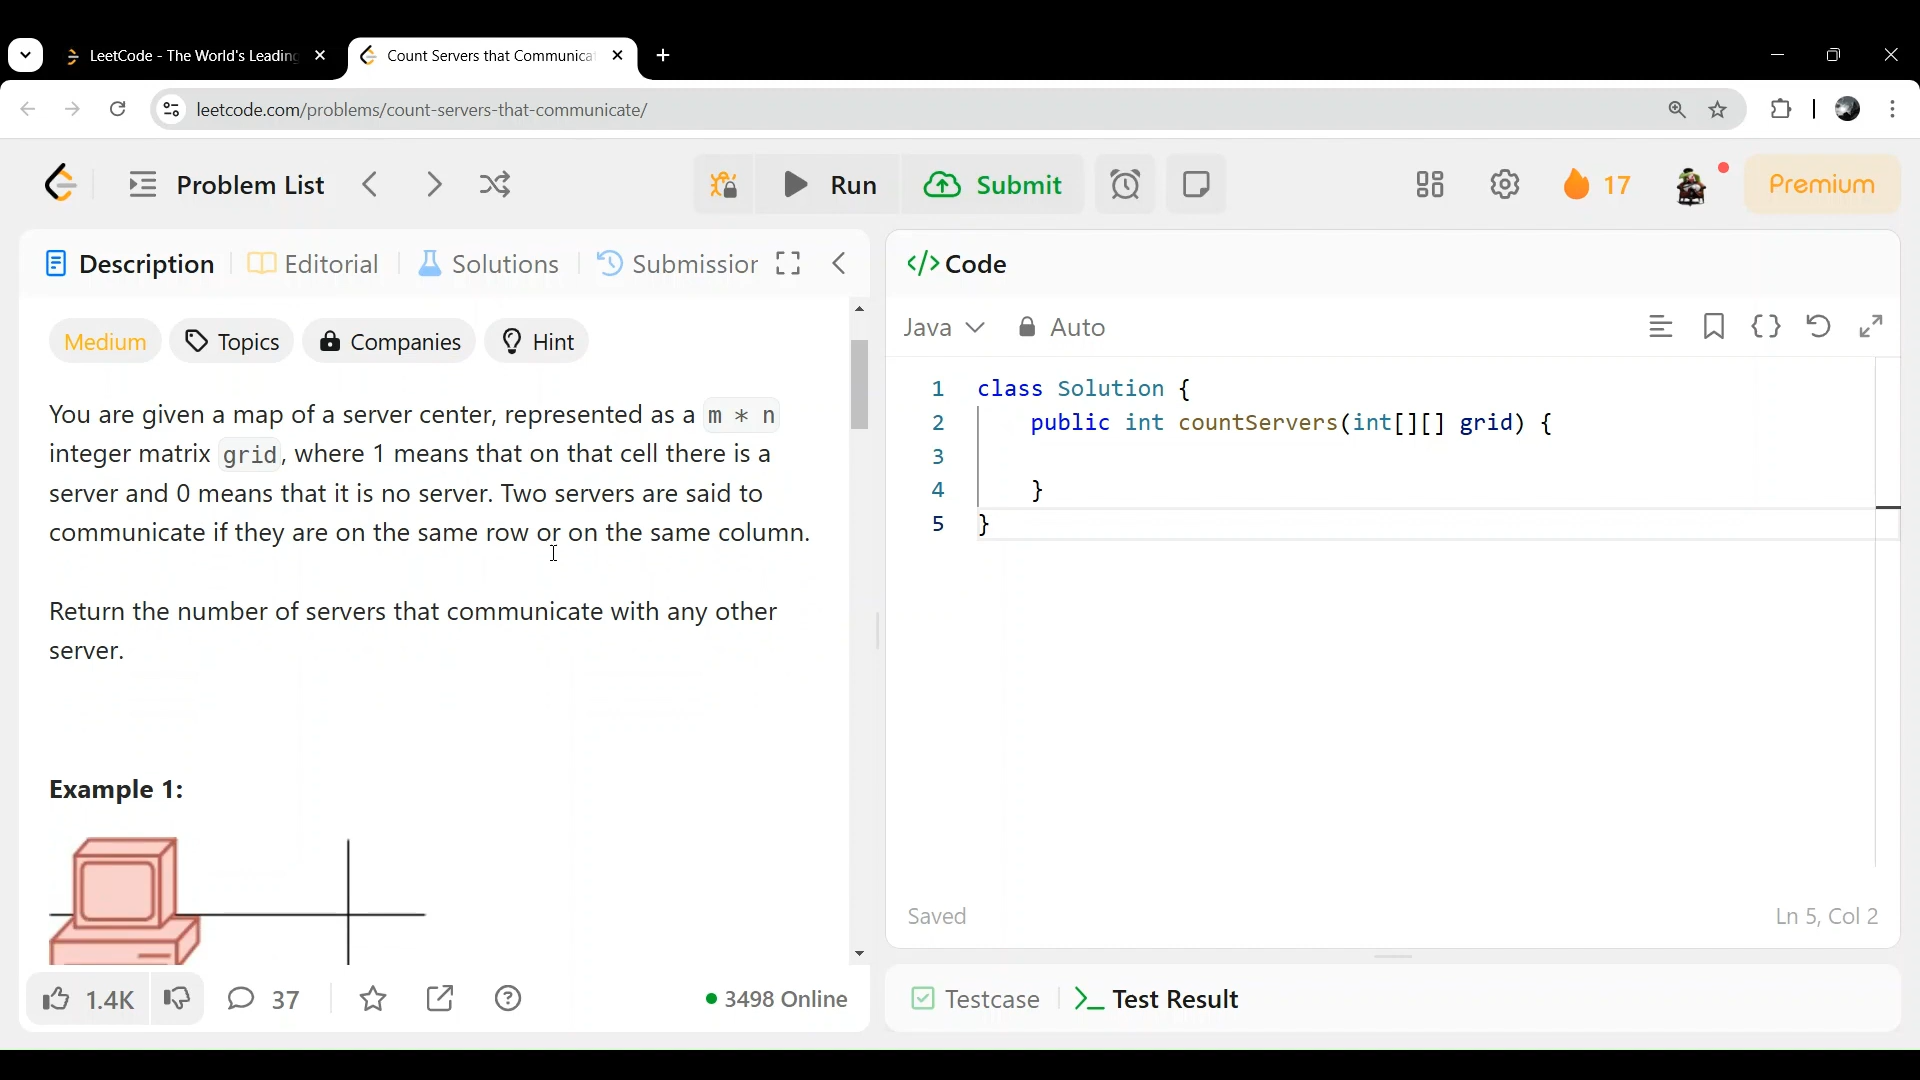 LeetCode - The World's Leading
Count Servers that Communica
leetcode.com/problems/count-servers-that-communicate/
Problem List
Run
Submit
17
Premium
Description
Editorial
Solutions
Submission
Medium
Topics
Companies
Hint
You are given a map of a server center, represented as a m * n
integer matrix grid, where 1 means that on that cell there is a
server and 0 means that it is no server. Two servers are said to
communicate if they are on the same row or on the same column.
Return the number of servers that communicate with any other
server.
Example 1:
1.4K
37
3498 Online
</> Code
Java
Auto
1 class Solution {
2 public int countServers(int[][] grid) {
3
4 }
5 }
Saved
Ln 5, Col 2
Testcase
Test Result